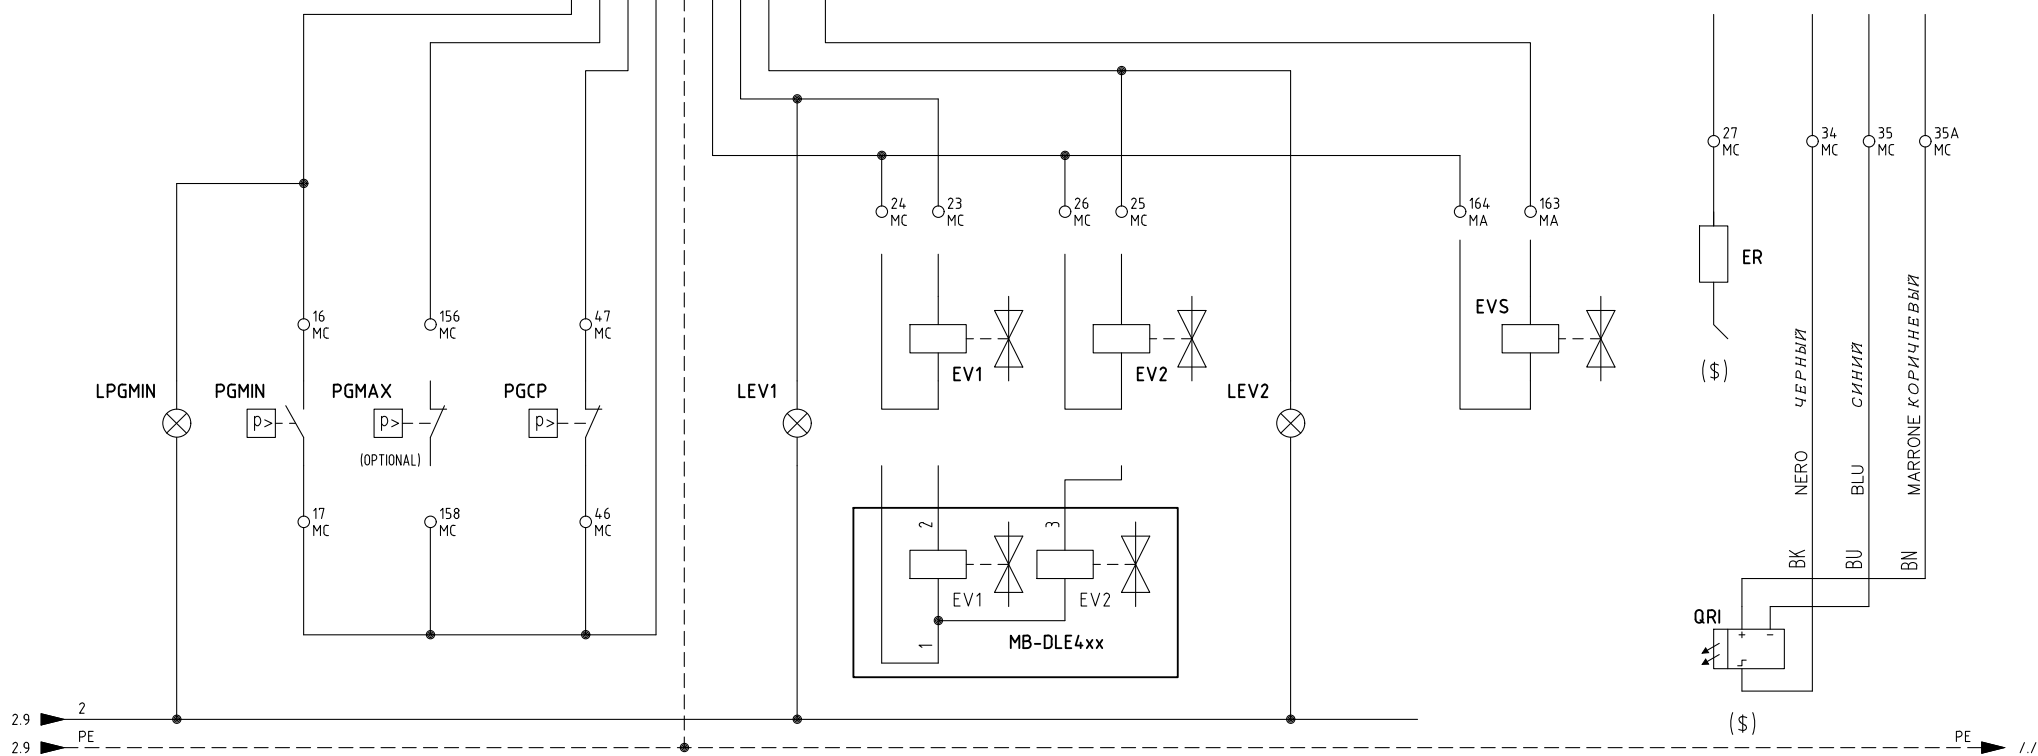 27
MC
34
MC
35
MC
35A
MC
24
MC
23
MC
26
MC
25
MC
164
MA
163
MA
ER
EVS
16
MC
156
MC
47
MC
($)
ЧЕРНЫЙ
СИНИЙ
КОРИЧНЕВЫЙ
LPGMIN
PGMIN
PGMAX
PGCP
LEV1
EV1
EV2
LEV2
P>
P>
P>
(OPTIONAL)
NERO
BLU
MARRONE
17
MC
158
MC
46
MC
2
3
BK
BU
BN
EV1
EV2
1
MB-DLE4xx
QRI
+
-
($)
2.9
2
2.9
PE
PE